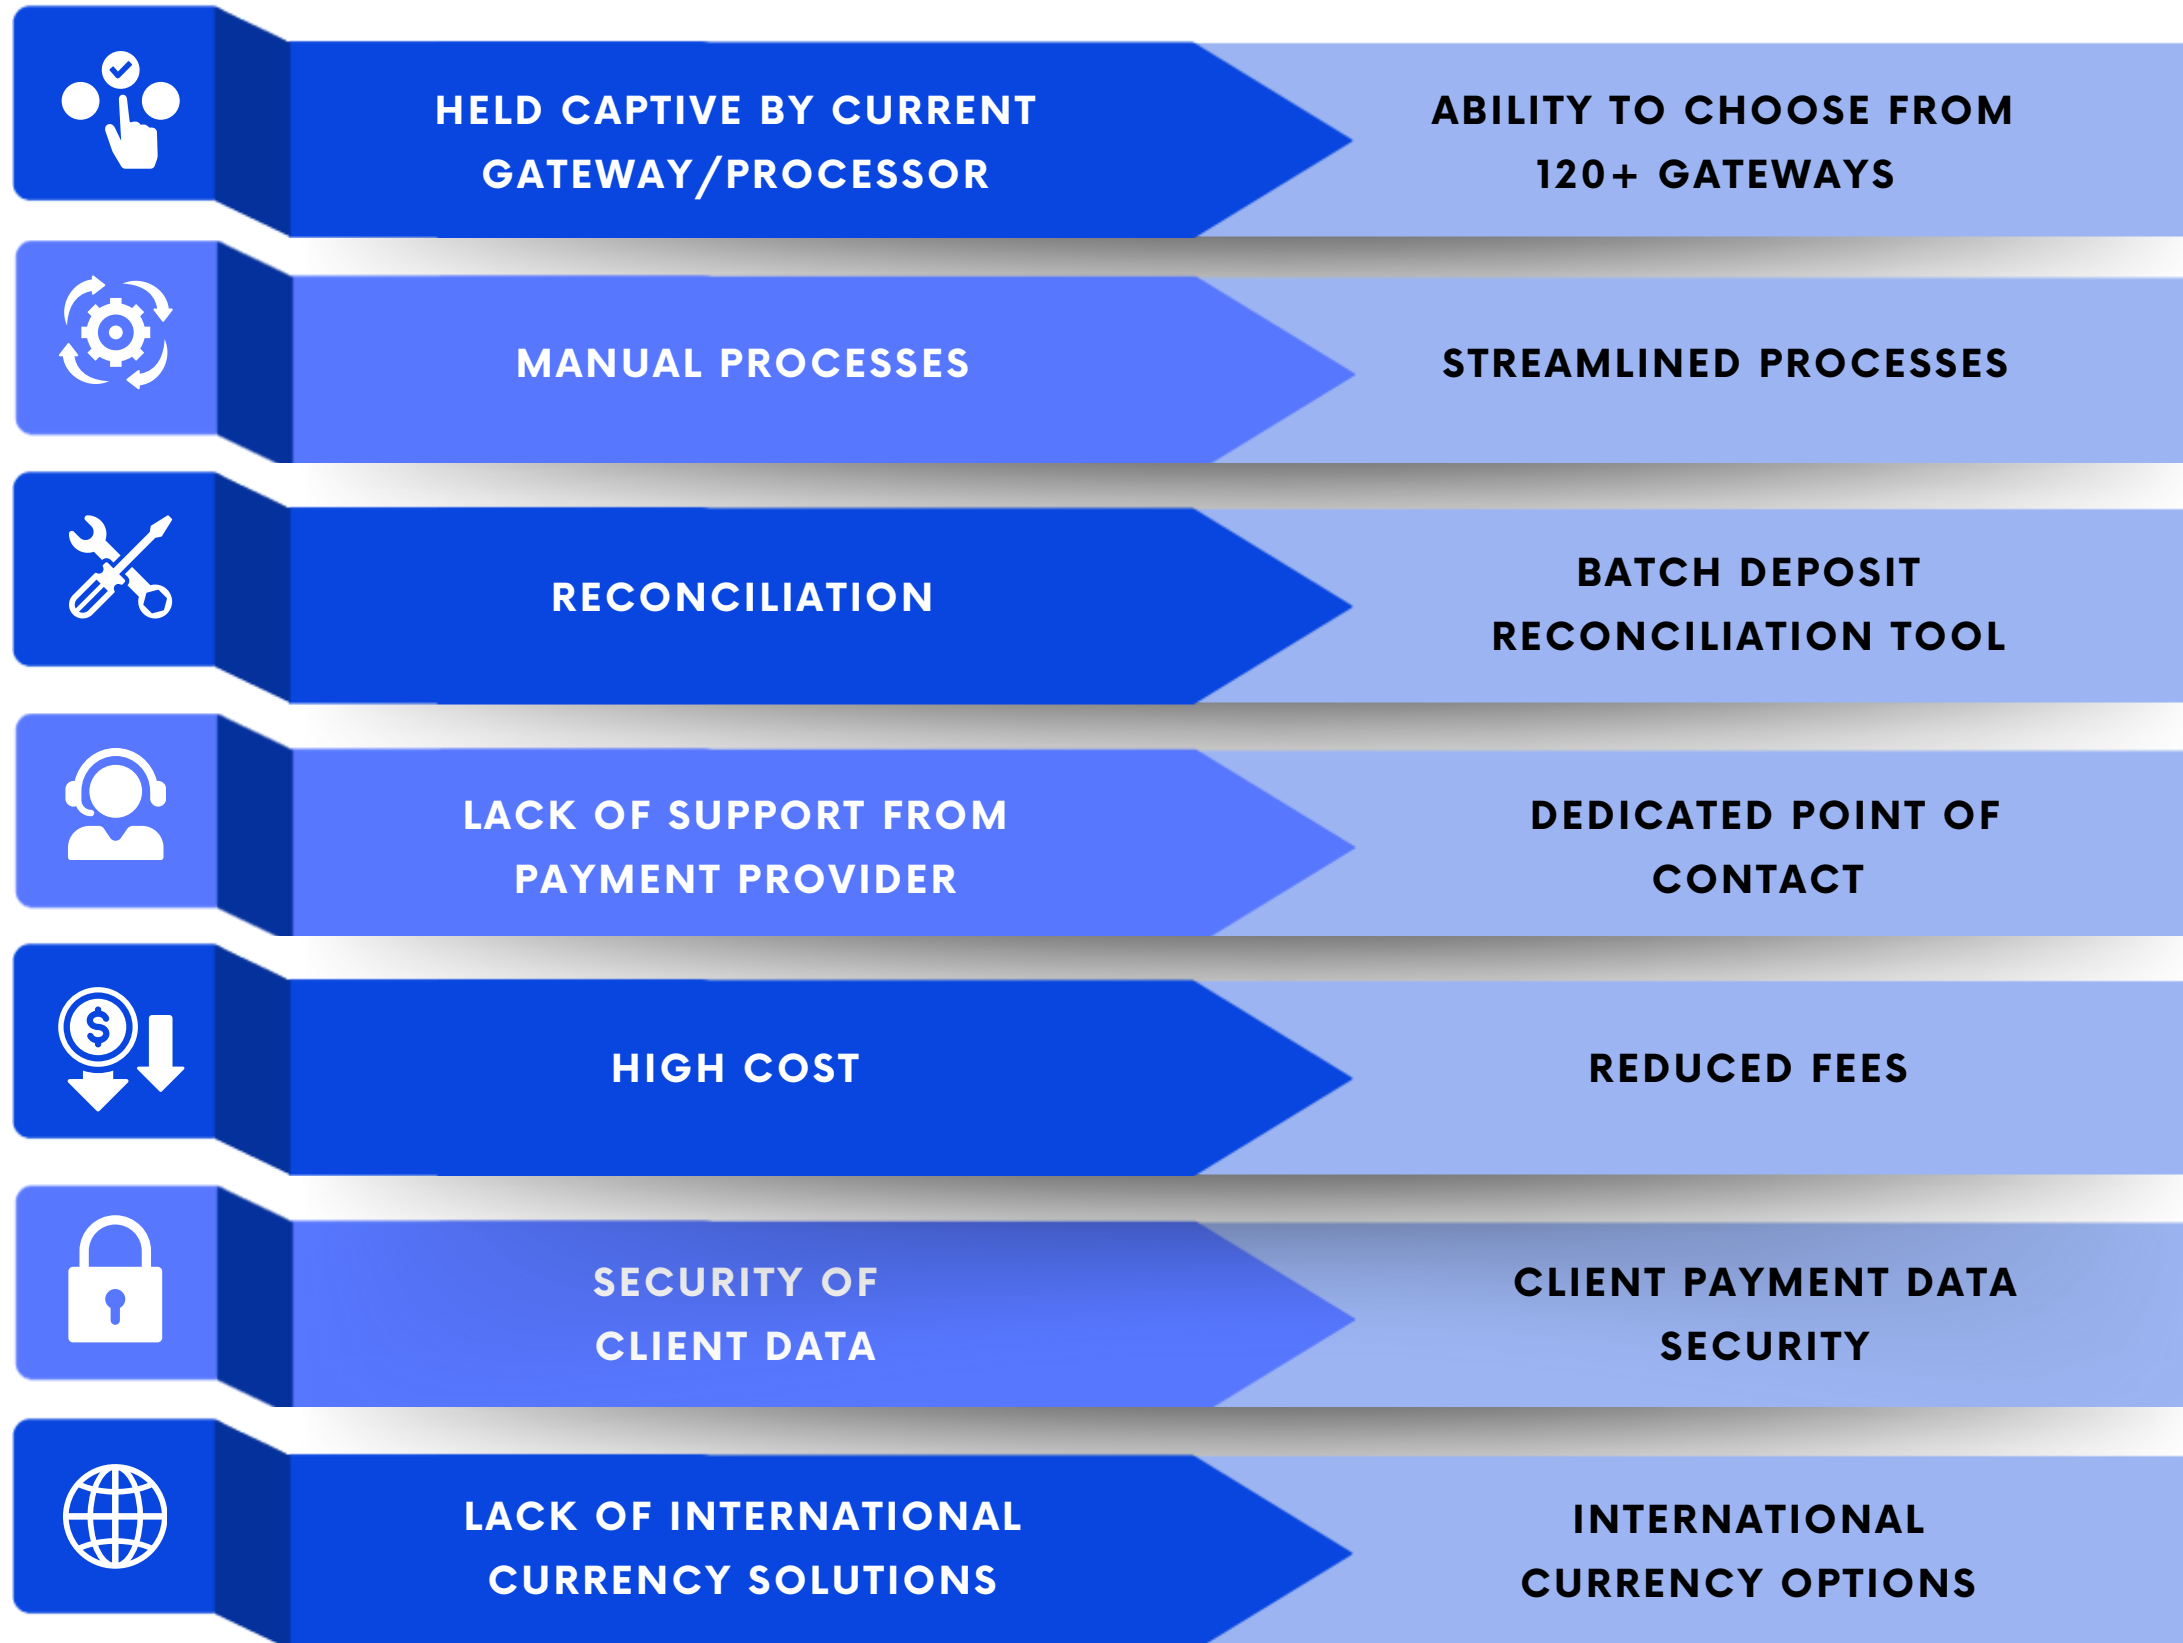 HELD CAPTIVE BY CURRENT
GATEWAY/PROCESSOR
ABILITY TO CHOOSE FROM
120+ GATEWAYS
MANUAL PROCESSES
STREAMLINED PROCESSES
RECONCILIATION
BATCH DEPOSIT
RECONCILIATION TOOL
LACK OF SUPPORT FROM
PAYMENT PROVIDER
DEDICATED POINT OF
CONTACT
$
HIGH COST
REDUCED FEES
SECURITY OF
CLIENT DATA
CLIENT PAYMENT DATA
SECURITY
LACK OF INTERNATIONAL
CURRENCY SOLUTIONS
INTERNATIONAL
CURRENCY OPTIONS